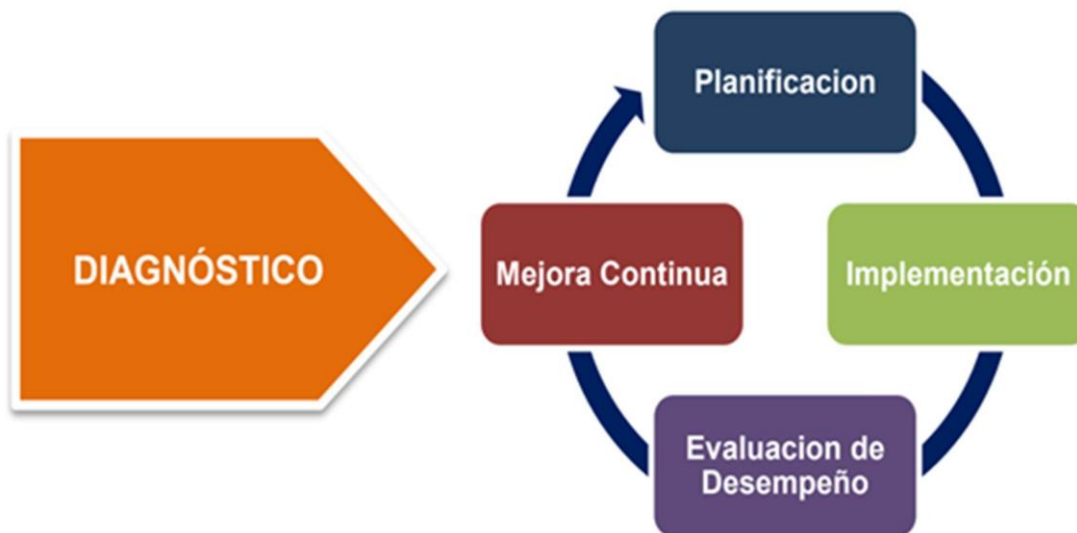 DIAGNÓSTICO
Planificacion
Implementación
Evaluacion de
Desempeño
Mejora Continua